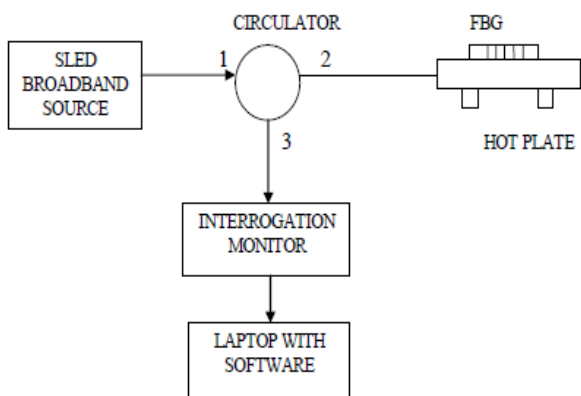 CIRCULATOR
FBG
SLED
BROADBAND
SOURCE
1
2
3
HOT PLATE
INTERROGATION
MONITOR
LAPTOP WITH
SOFTWARE